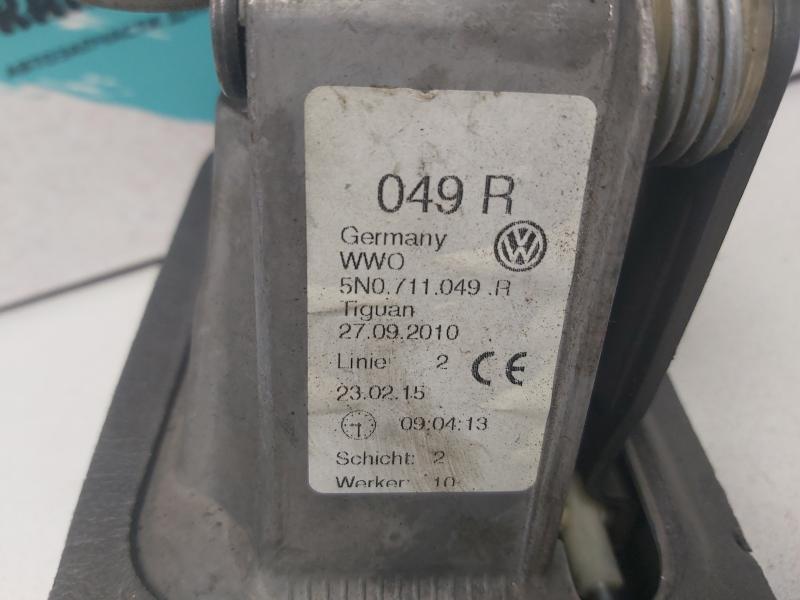 049 R
Germany
WWO
5N0.711.049 .R
Tiguan
27.09.2010
Linie 2 CE
23.02.15
09:04:13
Schicht: 2
Werker: 10